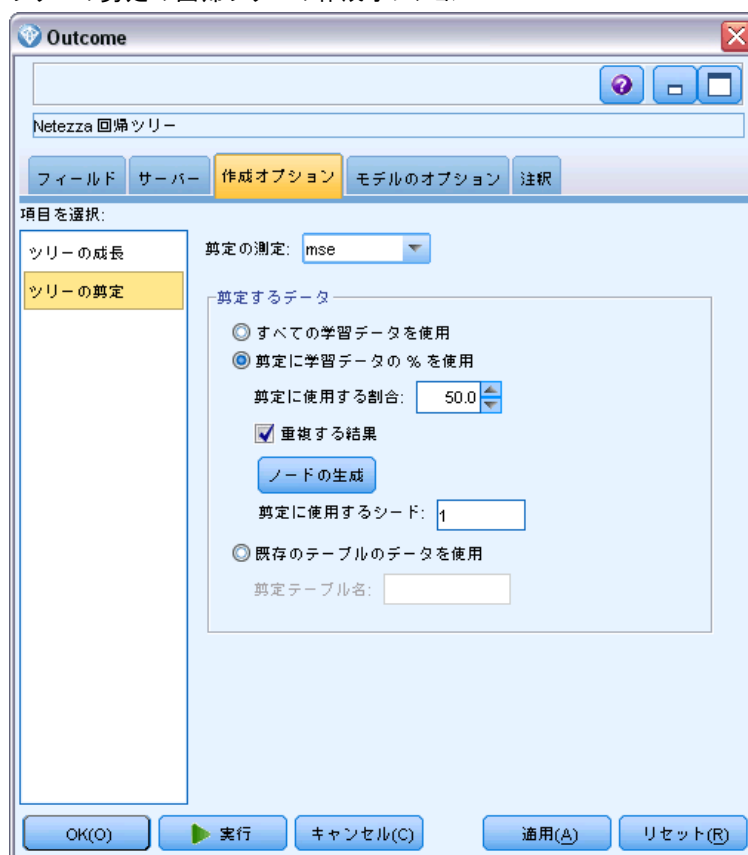 Outcome
Netezza 回帰ツリー
フィールド サーバー 作成オプション モデルのオプション 注釈
項目を選択:
ツリーの成長
ツリーの剪定
剪定の測定: mse
剪定するデータ
すべての学習データを使用
剪定に学習データの % を使用
剪定に使用する割合: 50.0
重複する結果
ノードの生成
剪定に使用するシード: 1
既存のテーブルのデータを使用
剪定テーブル名:
OK(O) 実行 キャンセル(C) 適用(A) リセット(R)